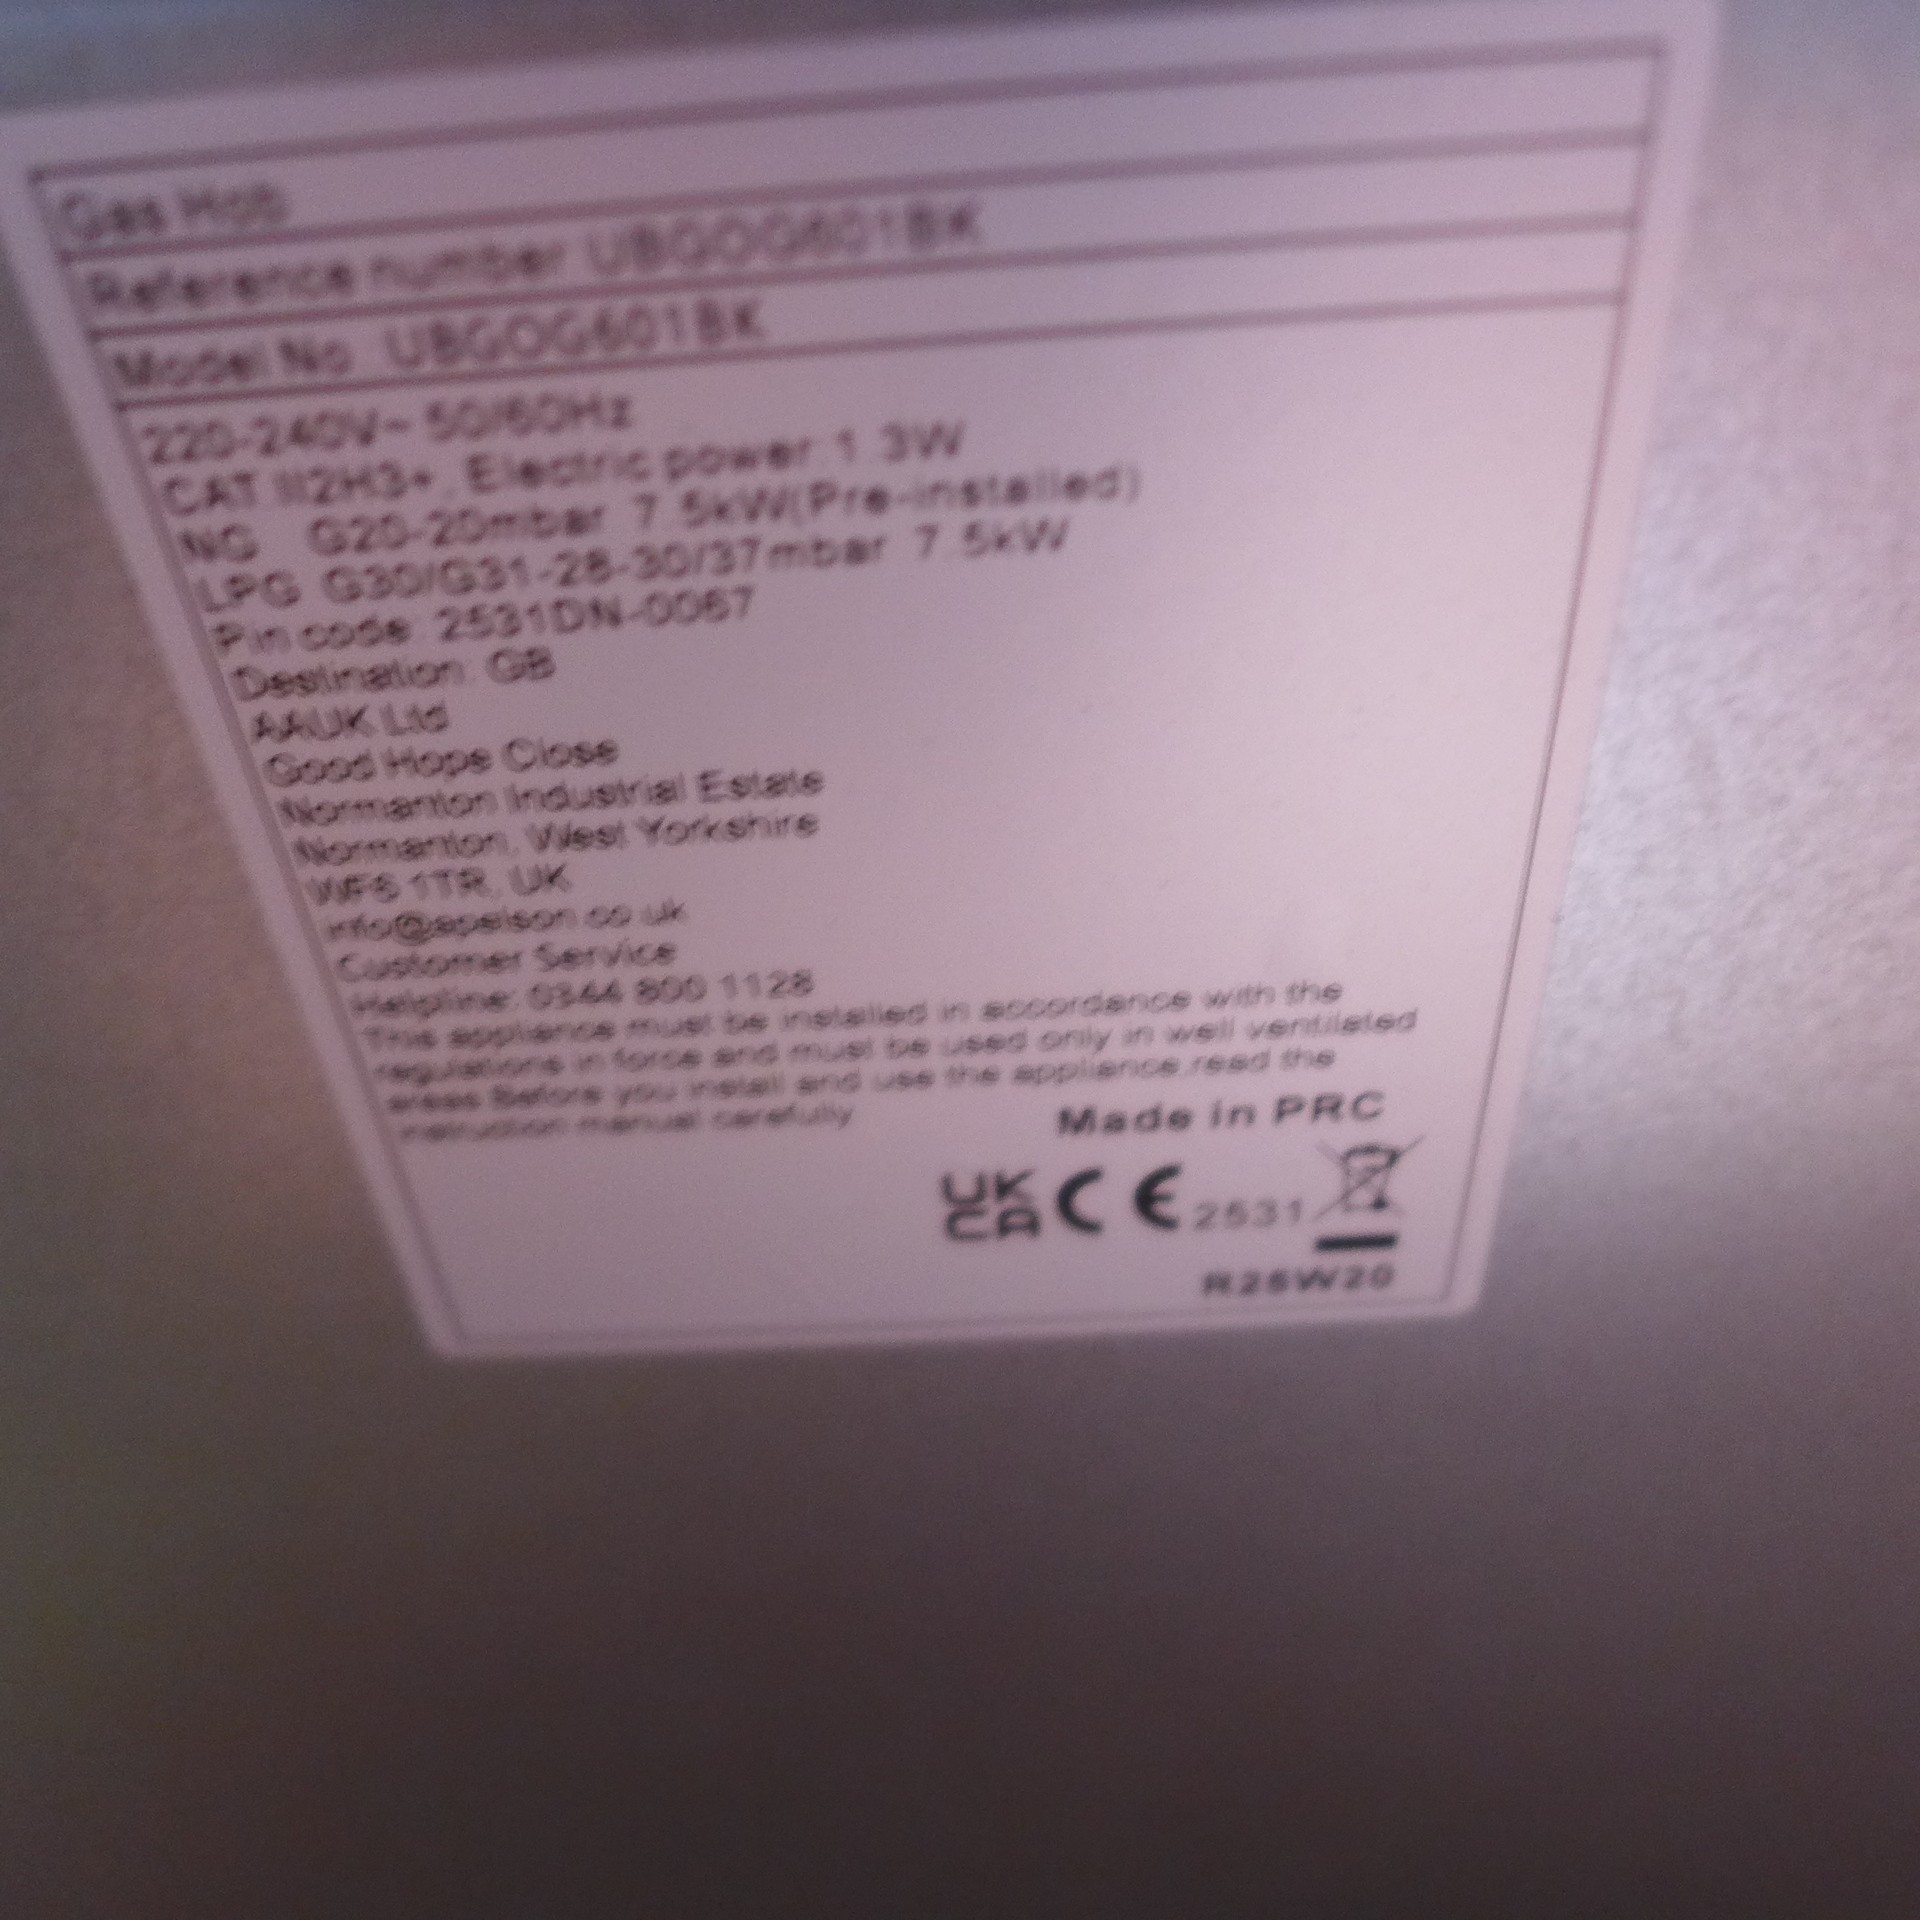 Gas Hob
Reference number UBGOG601BK
Model No. UBGOG601BK
220-240V~ 50/60Hz
CAT III2H3+, Electric power:1.3W
NG G20-20mbar 7.5kW(Pre-installed)
LPG G30/G31-28-30/37mbar 7.5kW
Pin code: 2531DN-0067
Destination: GB
AAUK Ltd
Good Hope Close
Normanton Industrial Estate
Normanton, West Yorkshire
WF6 1TR, UK
info@apelson.co.uk
Customer Service
Helpline: 0344 800 1128
This appliance must be installed in accordance with the
regulations in force and must be used only in well ventilated
areas.Before you install and use the appliance,read the
instruction manual carefully
Made in PRC
UK
CA CE 2531
R25W20